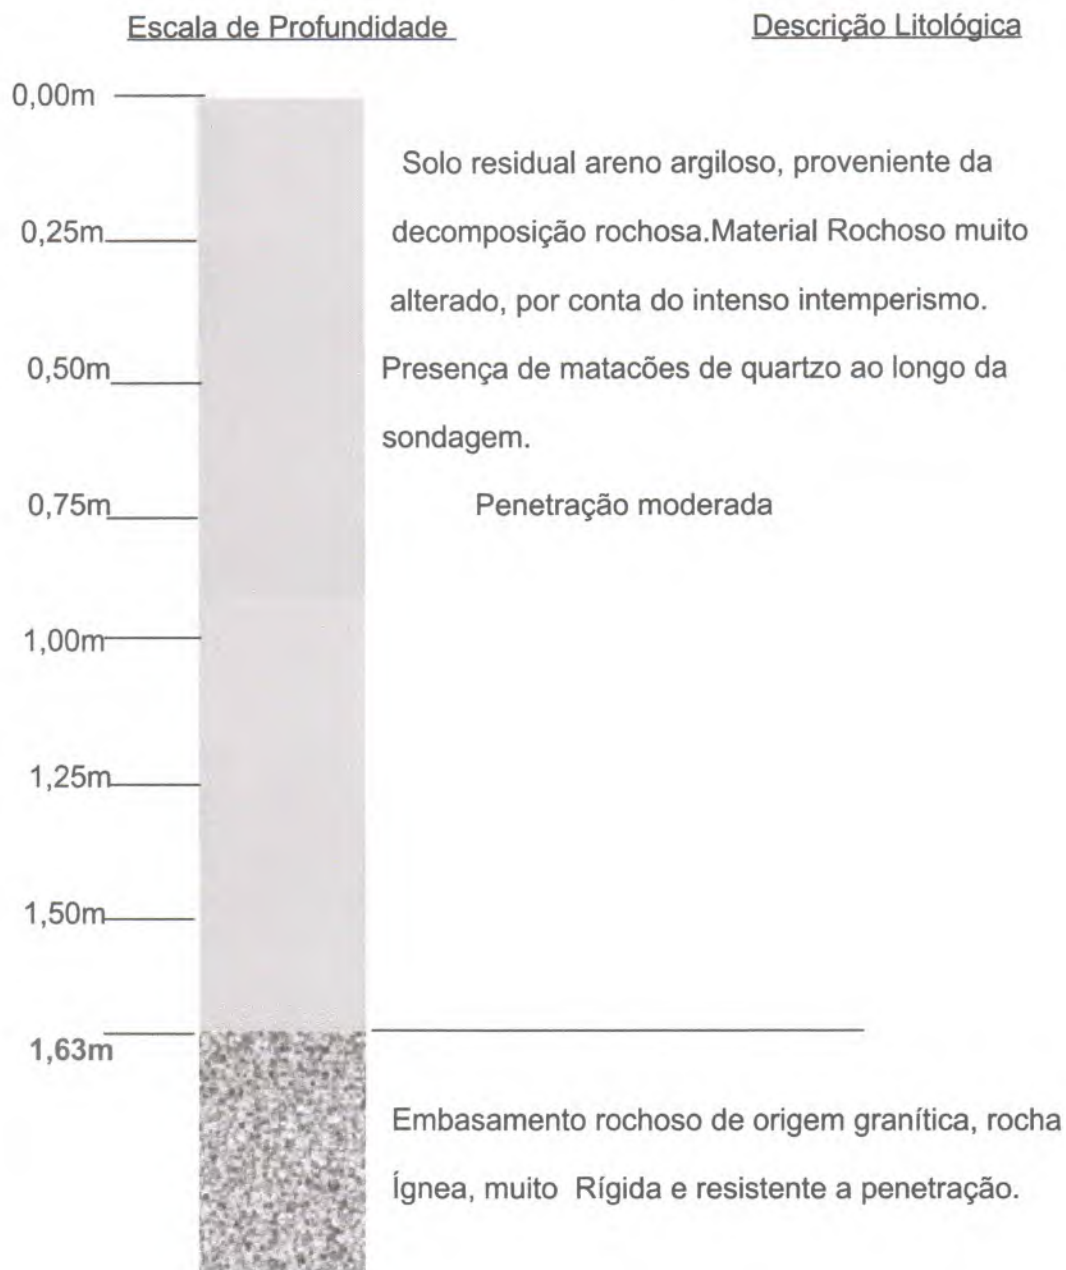 Escala de Profundidade
Descrição Litológica
0,00m
Solo residual areno argiloso, proveniente da
0,25m
decomposição rochosa.Material Rochoso muito
alterado, por conta do intenso intemperismo.
0,50m
Presença de matacões de quartzo ao longo da
sondagem.
0,75m
Penetração moderada
1,00m
1,25m
1,50m
1,63m
Embasamento rochoso de origem granítica, rocha
Ígnea, muito Rígida e resistente a penetração.